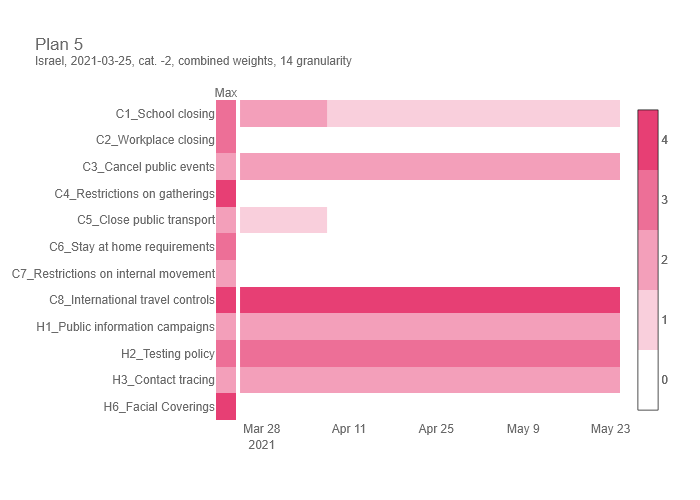 Plan 5
Israel, 2021-03-25, cat. -2, combined weights, 14 granularity
Max
C1_School closing
C2_Workplace closing
C3_Cancel public events
C4_Restrictions on gatherings
C5_Close public transport
C6_Stay at home requirements
C7_Restrictions on internal movement
C8_International travel controls
H1_Public information campaigns
H2_Testing policy
H3_Contact tracing
H6_Facial Coverings
4
3
2
1
0
Mar 28 Apr 11 Apr 25 May 9 May 23
2021